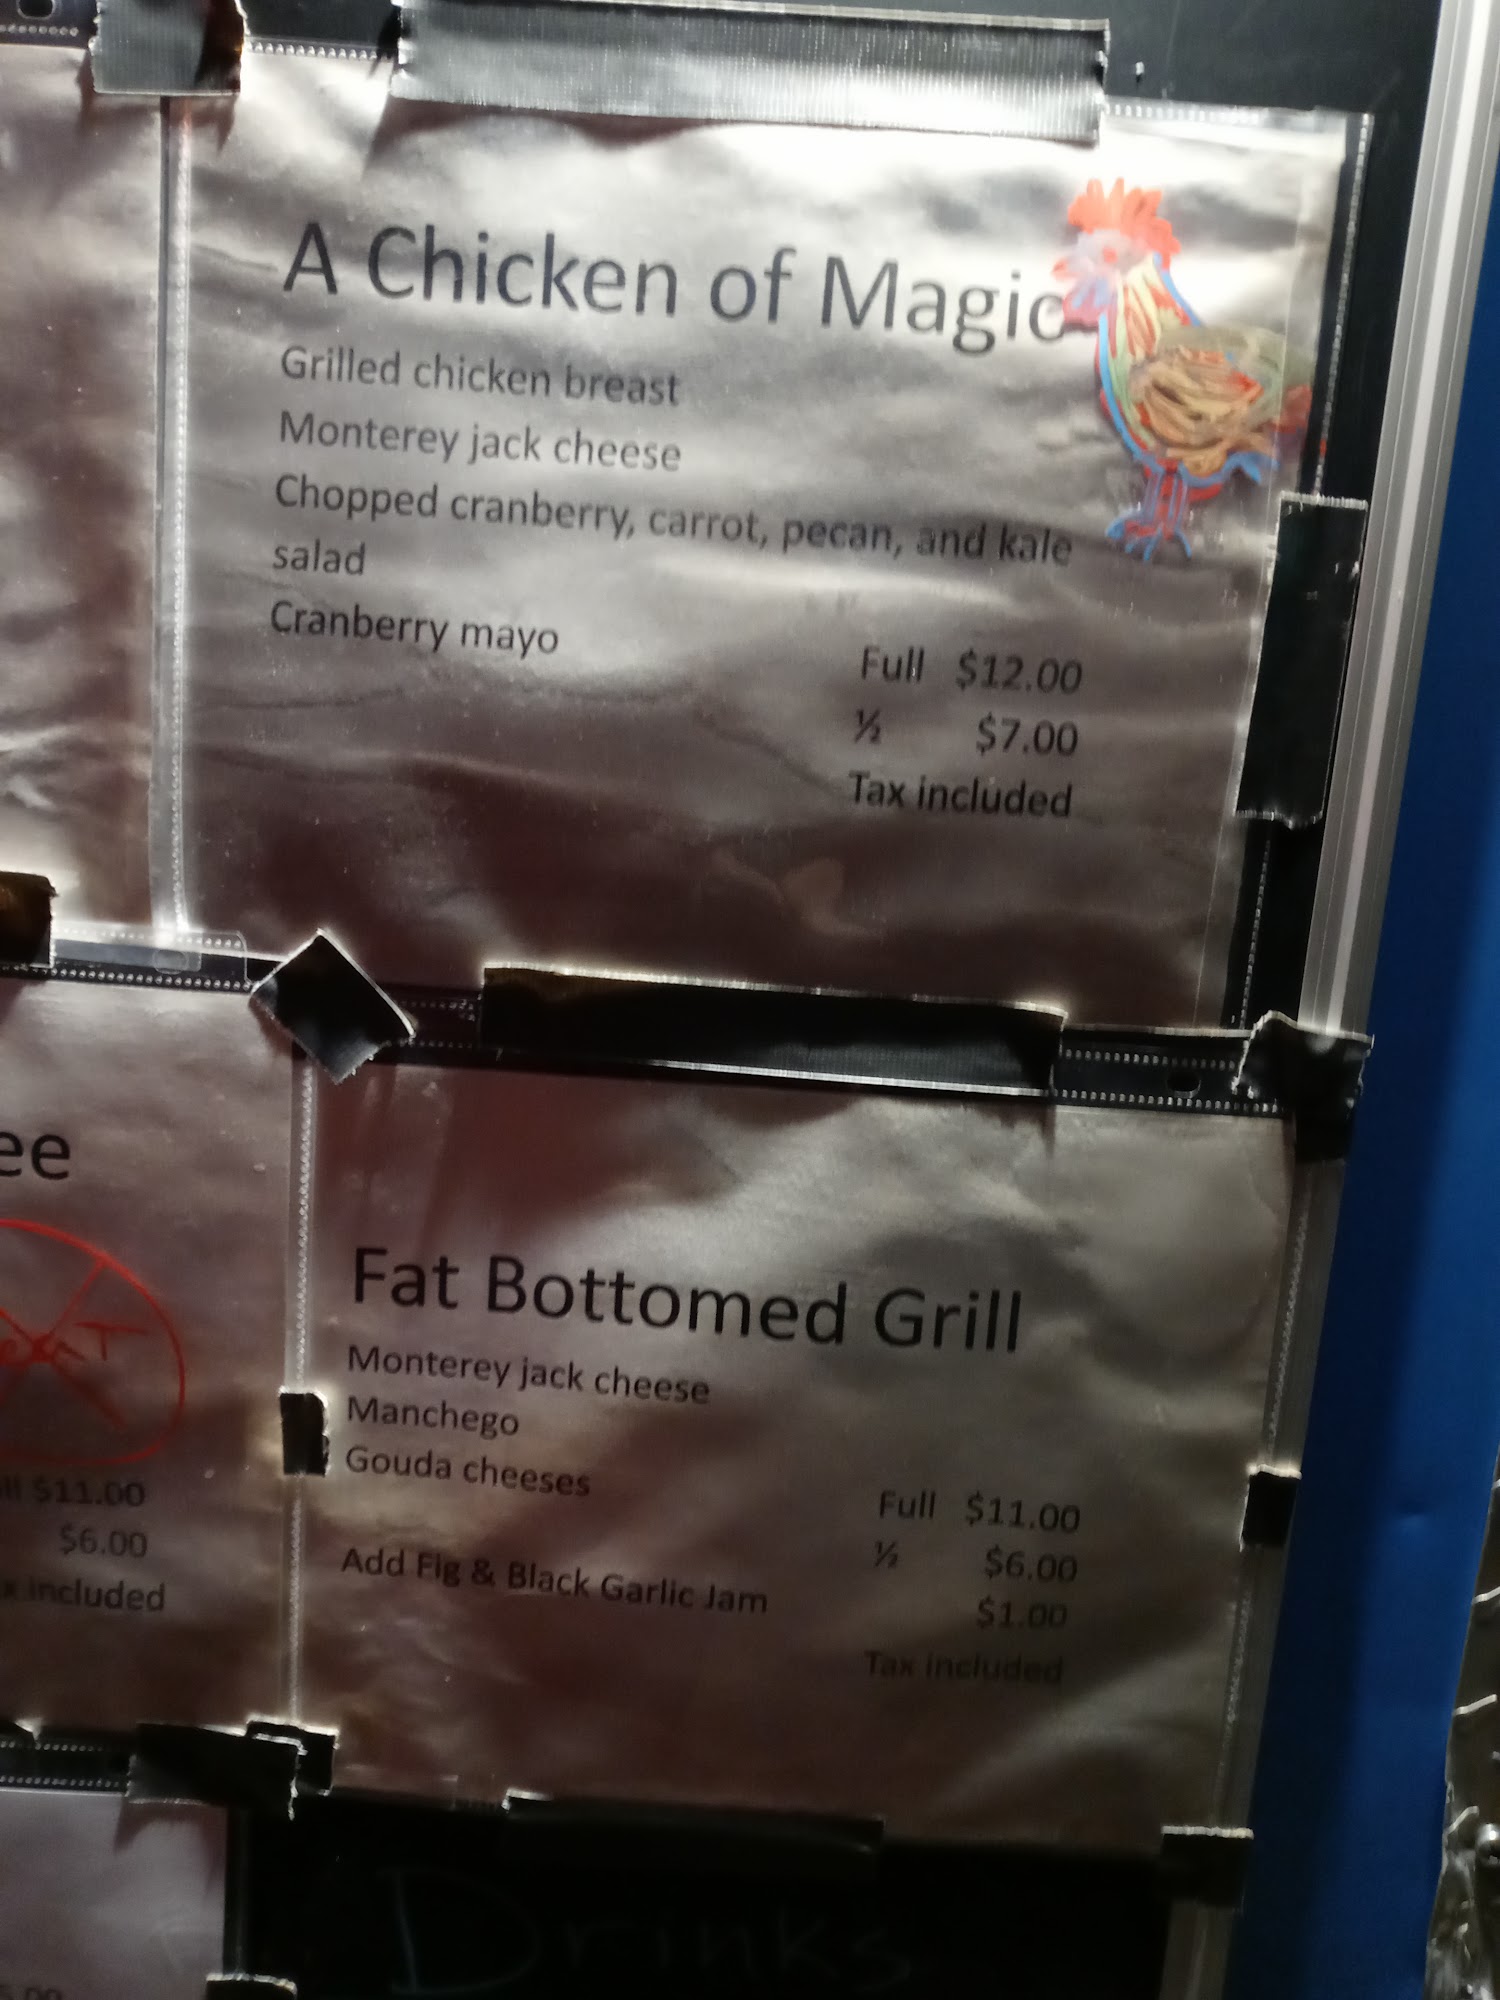 A Chicken of Magic
Grilled chicken breast
Monterey jack cheese
Chopped cranberry, carrot, pecan, and kale
salad
Cranberry mayo
Full $12.00
½ $7.00
Tax included
ee
$11.00
$6.00
included
Fat Bottomed Grill
Monterey jack cheese
Manchego
Gouda cheeses
Full $11.00
½ $6.00
Add Fig & Black Garlic Jam $1.00
Tax included
Drinks